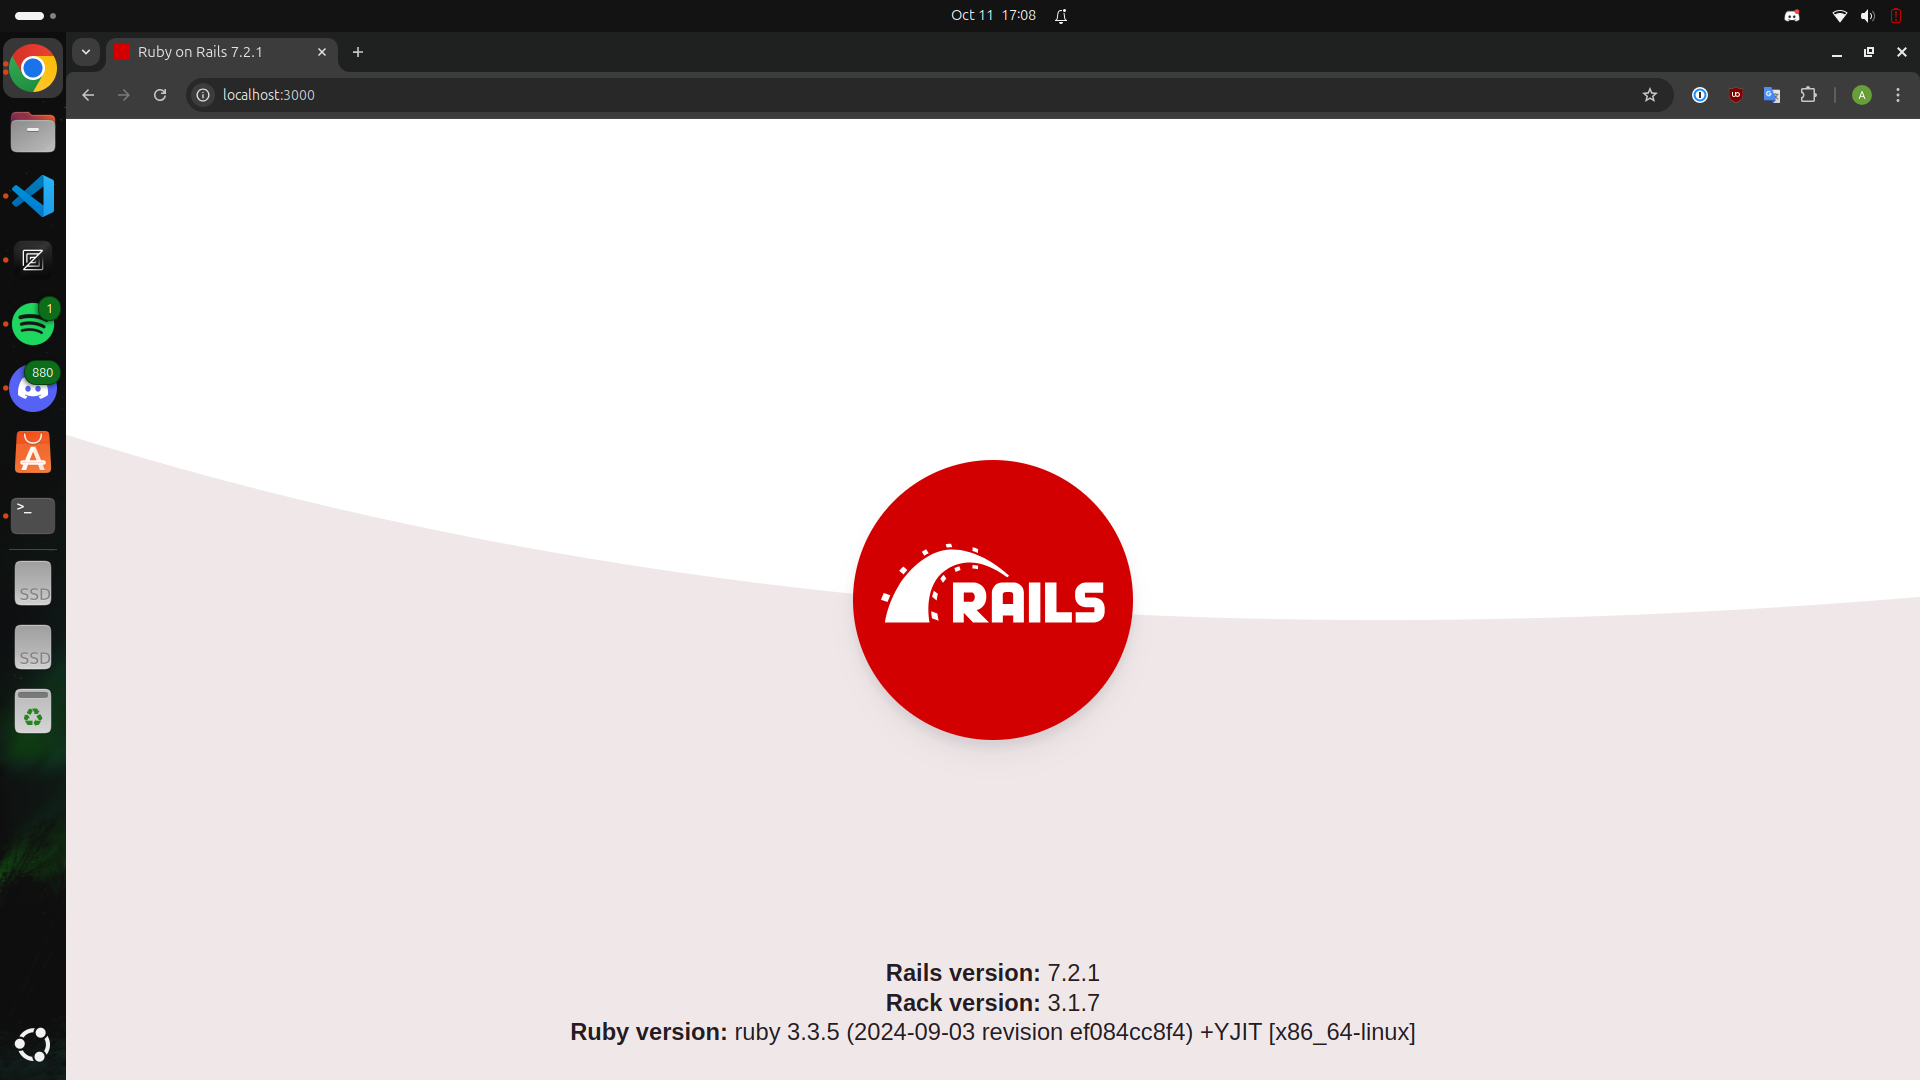 Oct 11 17:08
Ruby on Rails 7.2.1
localhost:3000
A
1
880
>_
SSD
SSD
RAILS
Rails version: 7.2.1
Rack version: 3.1.7
Ruby version: ruby 3.3.5 (2024-09-03 revision ef084cc8f4) +YJIT [x86_64-linux]